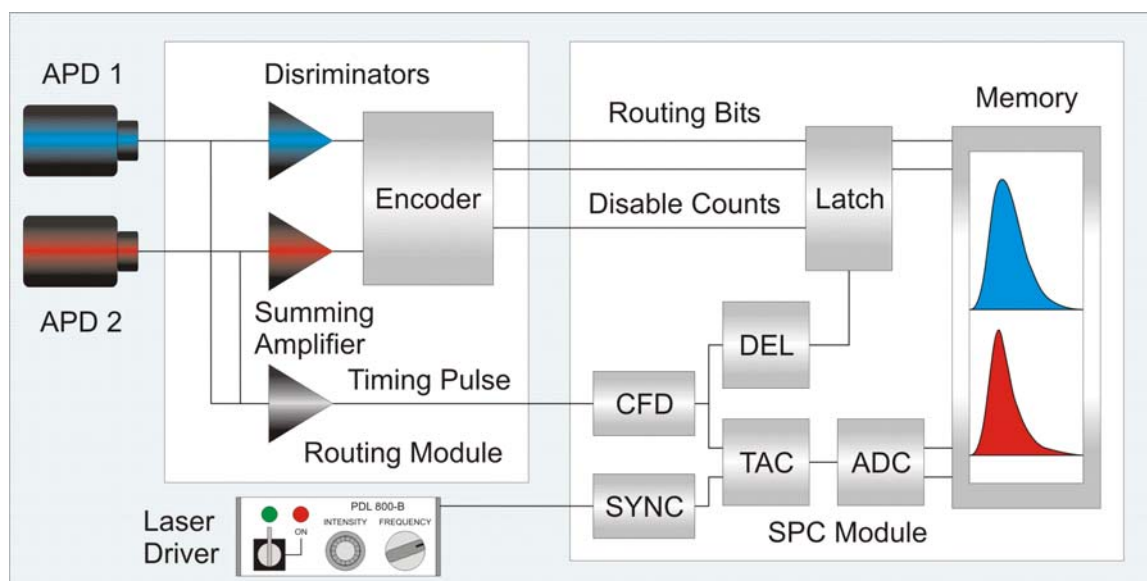 APD 1
Disriminators
Routing Bits
Memory
Encoder
Disable Counts
Latch
APD 2
Summing
Amplifier
DEL
Timing Pulse
CFD
Routing Module
TAC
ADC
SYNC
SPC Module
Laser
Driver
PDL 800-B
INTENSITY
FREQUENCY
ON